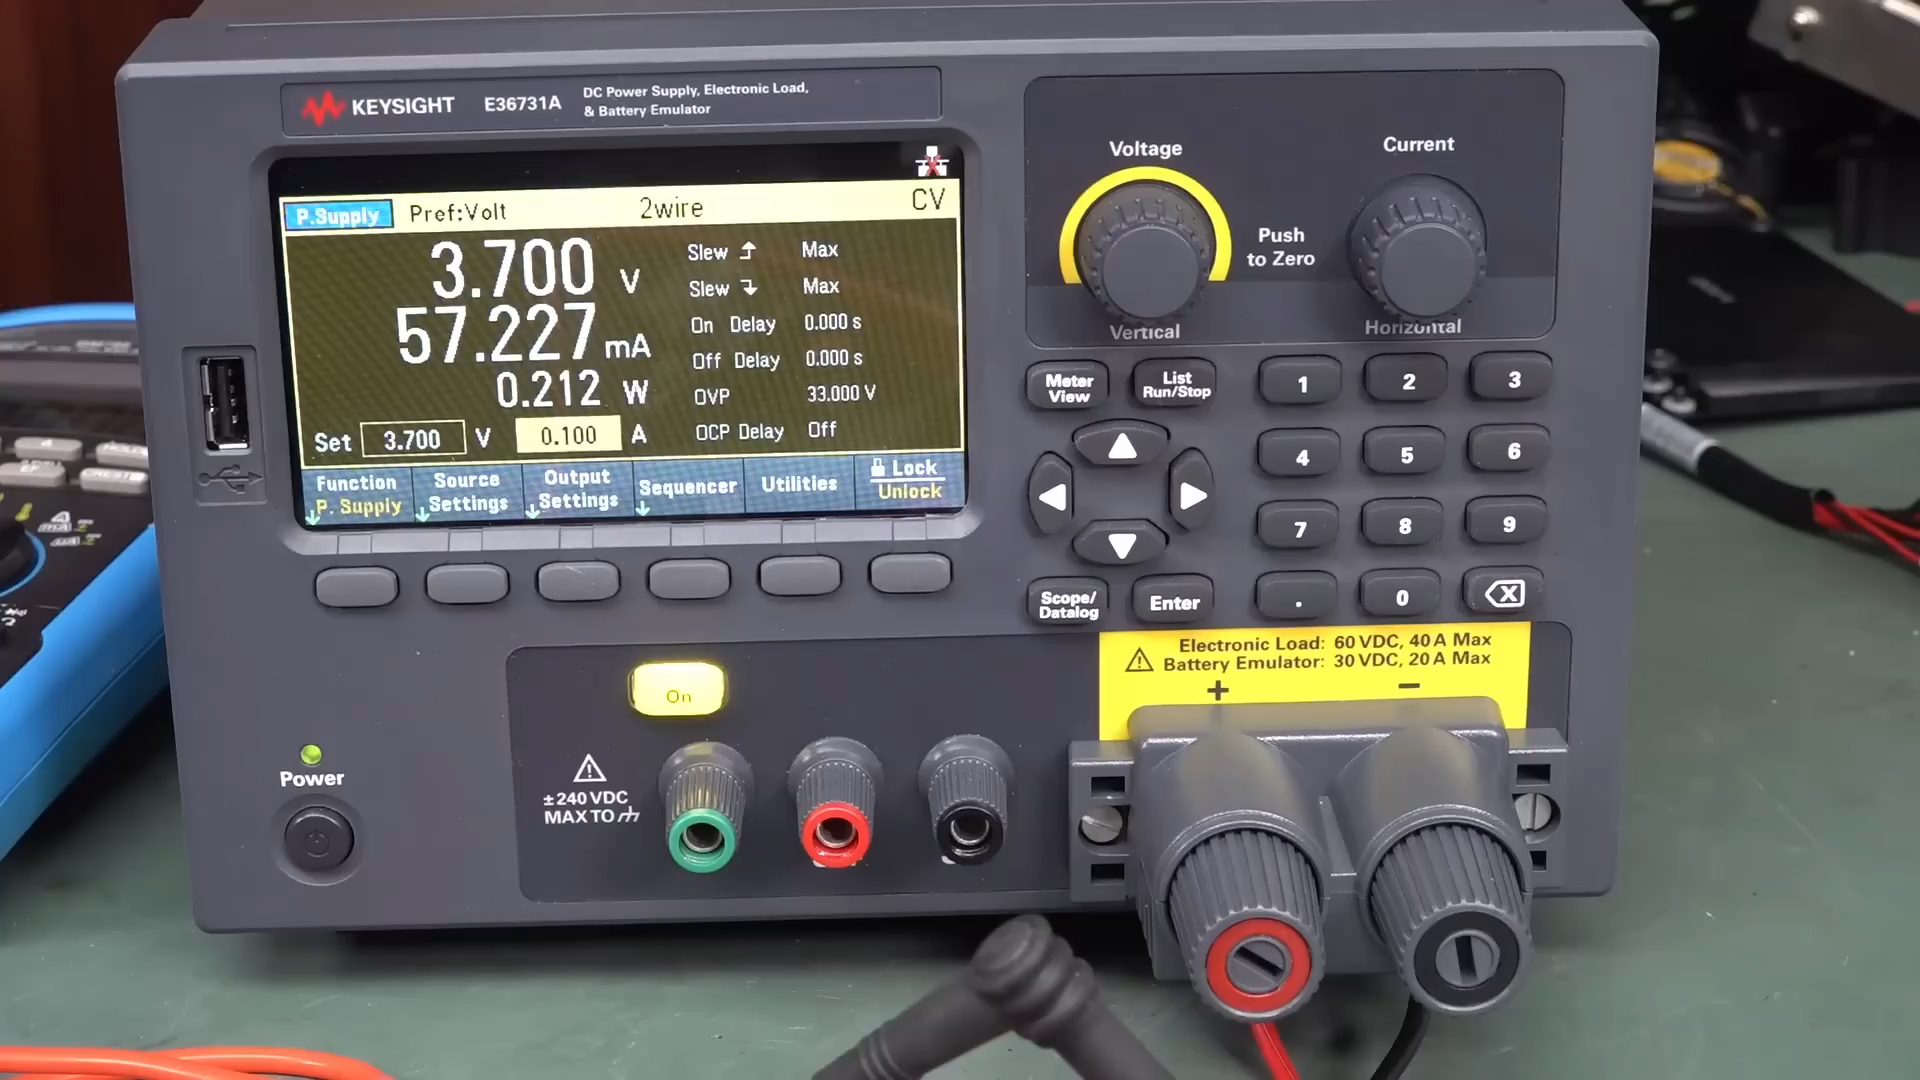 KEYSIGHT E36731A DC Power Supply, Electronic Load,
& Battery Emulator
P.Supply Pref:Volt 2wire CV
3.700 V
57.227 mA
0.212 W
Set 3.700 V 0.100 A
Slew Max
Slew Max
On Delay 0.000 s
Off Delay 0.000 s
OVP 33.000 V
OCP Delay Off
Function
P. Supply
Source
Settings
Output
Settings
Sequencer
Utilities
Lock
Unlock
Voltage
Current
Push
to Zero
Vertical
Horizontal
Meter
View
List
Run/Stop
1 2 3
4 5 6
7 8 9
. 0
Scope/
Datalog
Enter
Electronic Load: 60 VDC, 40 A Max
Battery Emulator: 30 VDC, 20 A Max
+ −
On
Power
±240 VDC
MAX TO